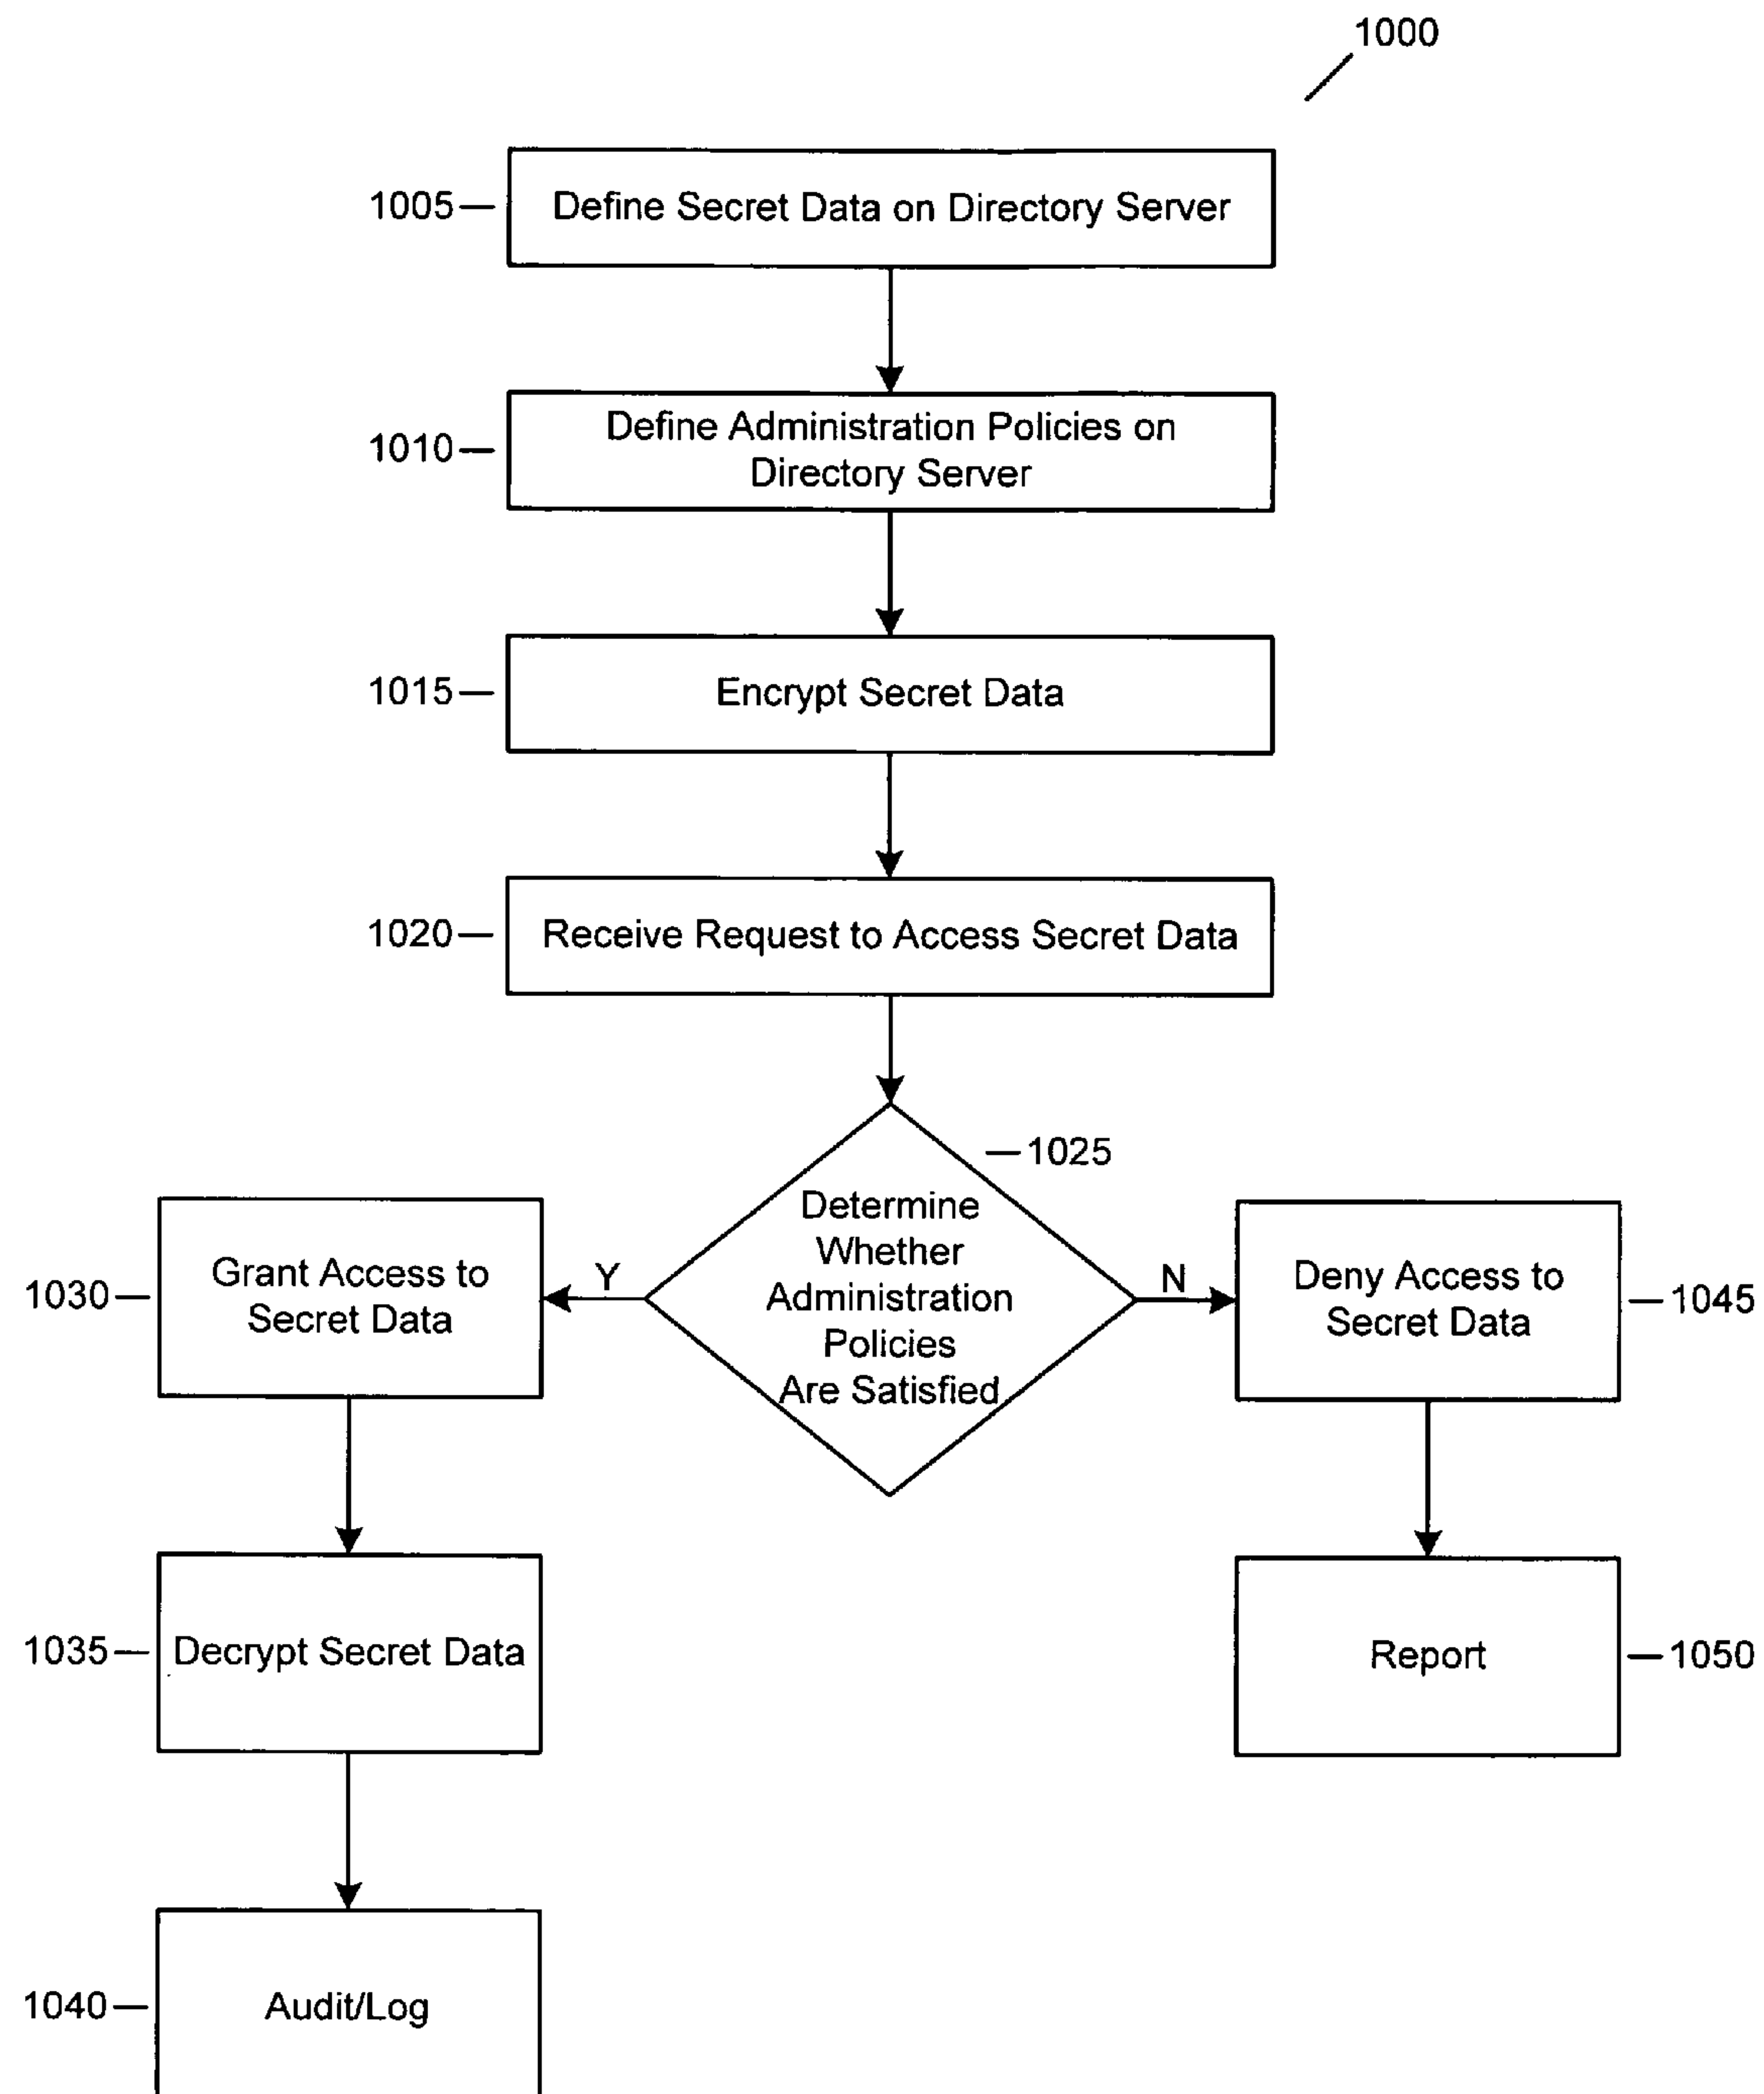 1000
1005
Define Secret Data on Directory Server
1010
Define Administration Policies on
Directory Server
1015
Encrypt Secret Data
1020
Receive Request to Access Secret Data
1025
Determine
Whether
Administration
Policies
Are Satisfied
Y
N
1030
Grant Access to
Secret Data
Deny Access to
Secret Data
1045
1035
Decrypt Secret Data
Report
1050
1040
Audit/Log